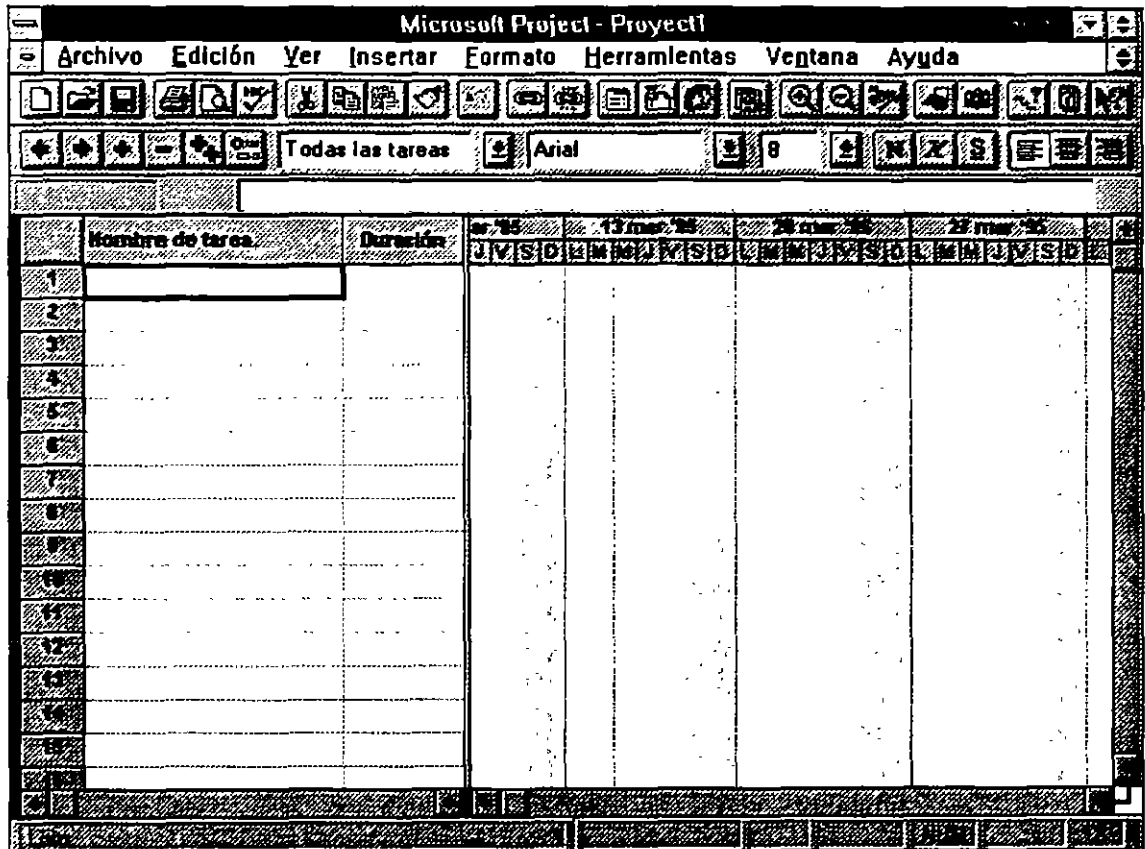 Microsoft Project - Proyect1
Archivo Edición Ver Insertar Formato Herramientas Ventana Ayuda
Todas las tareas Arial 8 N K S
Nombre de tarea Duración
er '95 13 mar '95 20 mar '95 27 mar '95
J V S D L M M J V S D L M M J V S D L M M J V S D L
1
2
3
4
5
6
7
8
9
10
11
12
13
14
15